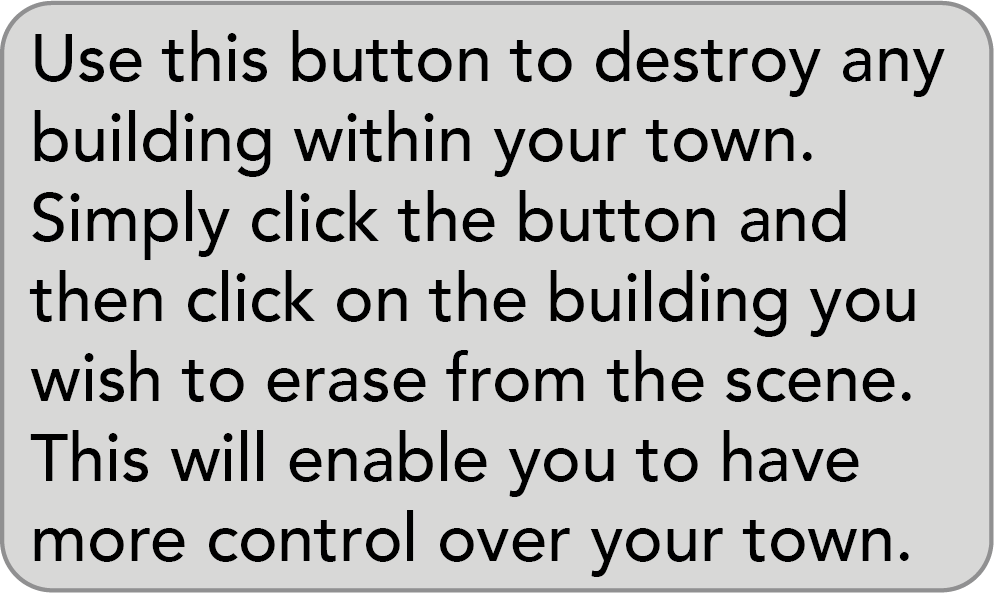 Use this button to destroy any
building within your town.
Simply click the button and
then click on the building you
wish to erase from the scene.
This will enable you to have
more control over your town.